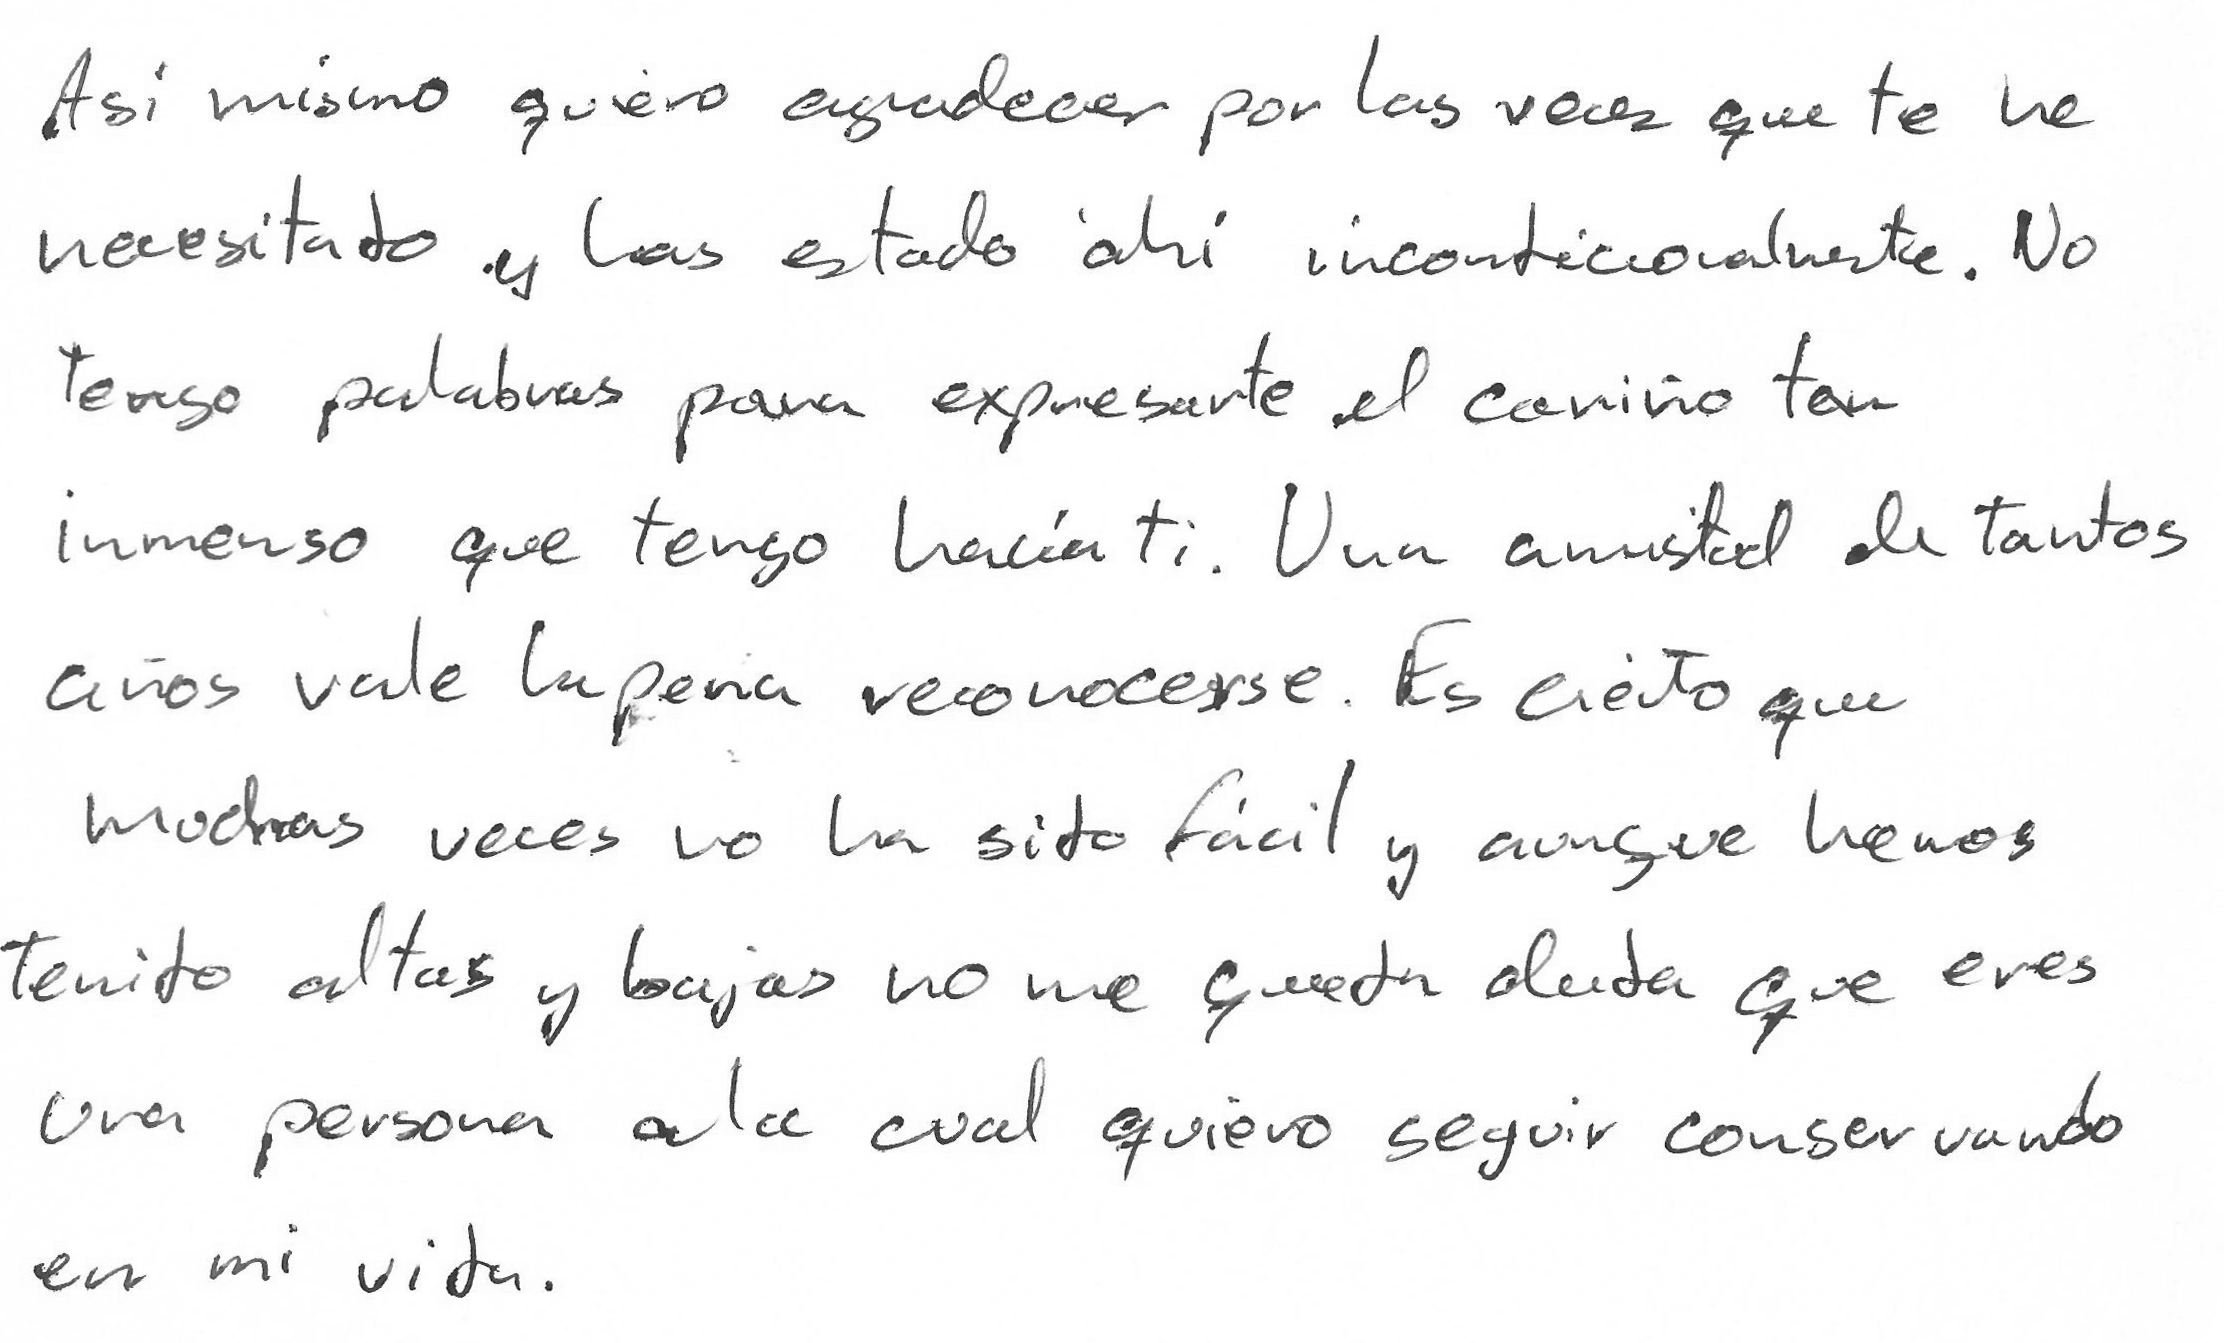 Así mismo quiero agradecer por las veces que te he
necesitado y has estado ahí incondicionalmente. No
tengo palabras para expresarte el cariño tan
inmenso que tengo hacía ti. Una amistad de tantos
años vale la pena reconocerse. Es cierto que
muchas veces no ha sido fácil y aunque hemos
tenido altas y bajas no me queda duda que eres
una persona a la cual quiero seguir conservando
en mi vida.